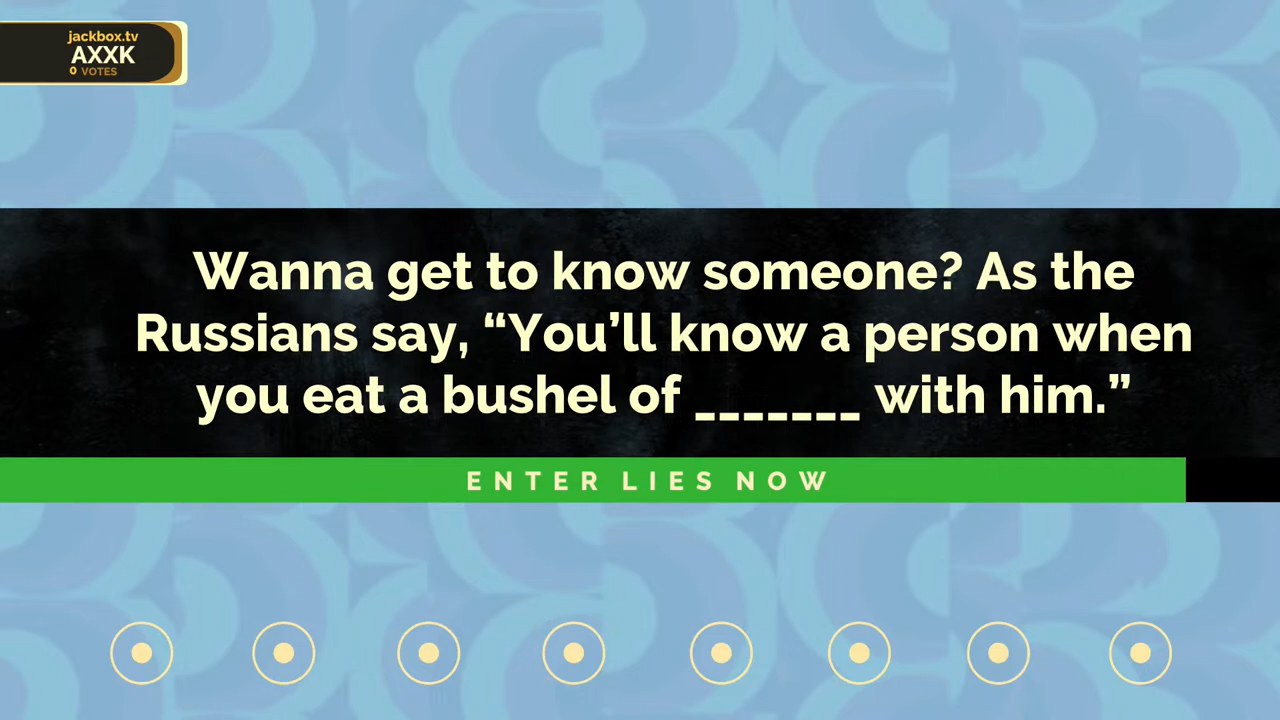 jackbox.tv
AXXK
0 VOTES
Wanna get to know someone? As the
Russians say, “You’ll know a person when
you eat a bushel of _______ with him.”
ENTER LIES NOW